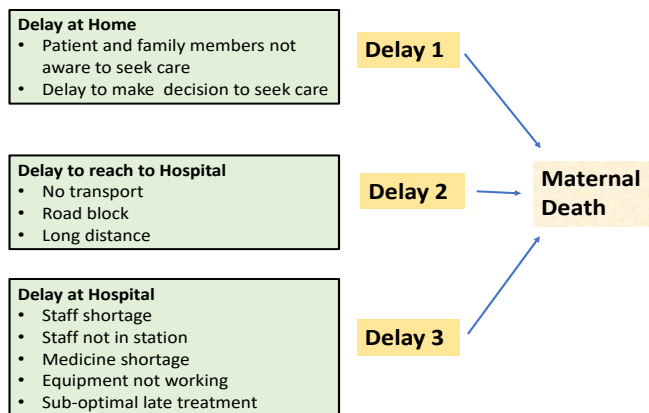 Delay at Home
• Patient and family members not
aware to seek care
• Delay to make decision to seek care
Delay 1
Delay to reach to Hospital
• No transport
• Road block
• Long distance
Delay 2
Maternal
Death
Delay at Hospital
• Staff shortage
• Staff not in station
• Medicine shortage
• Equipment not working
• Sub-optimal late treatment
Delay 3